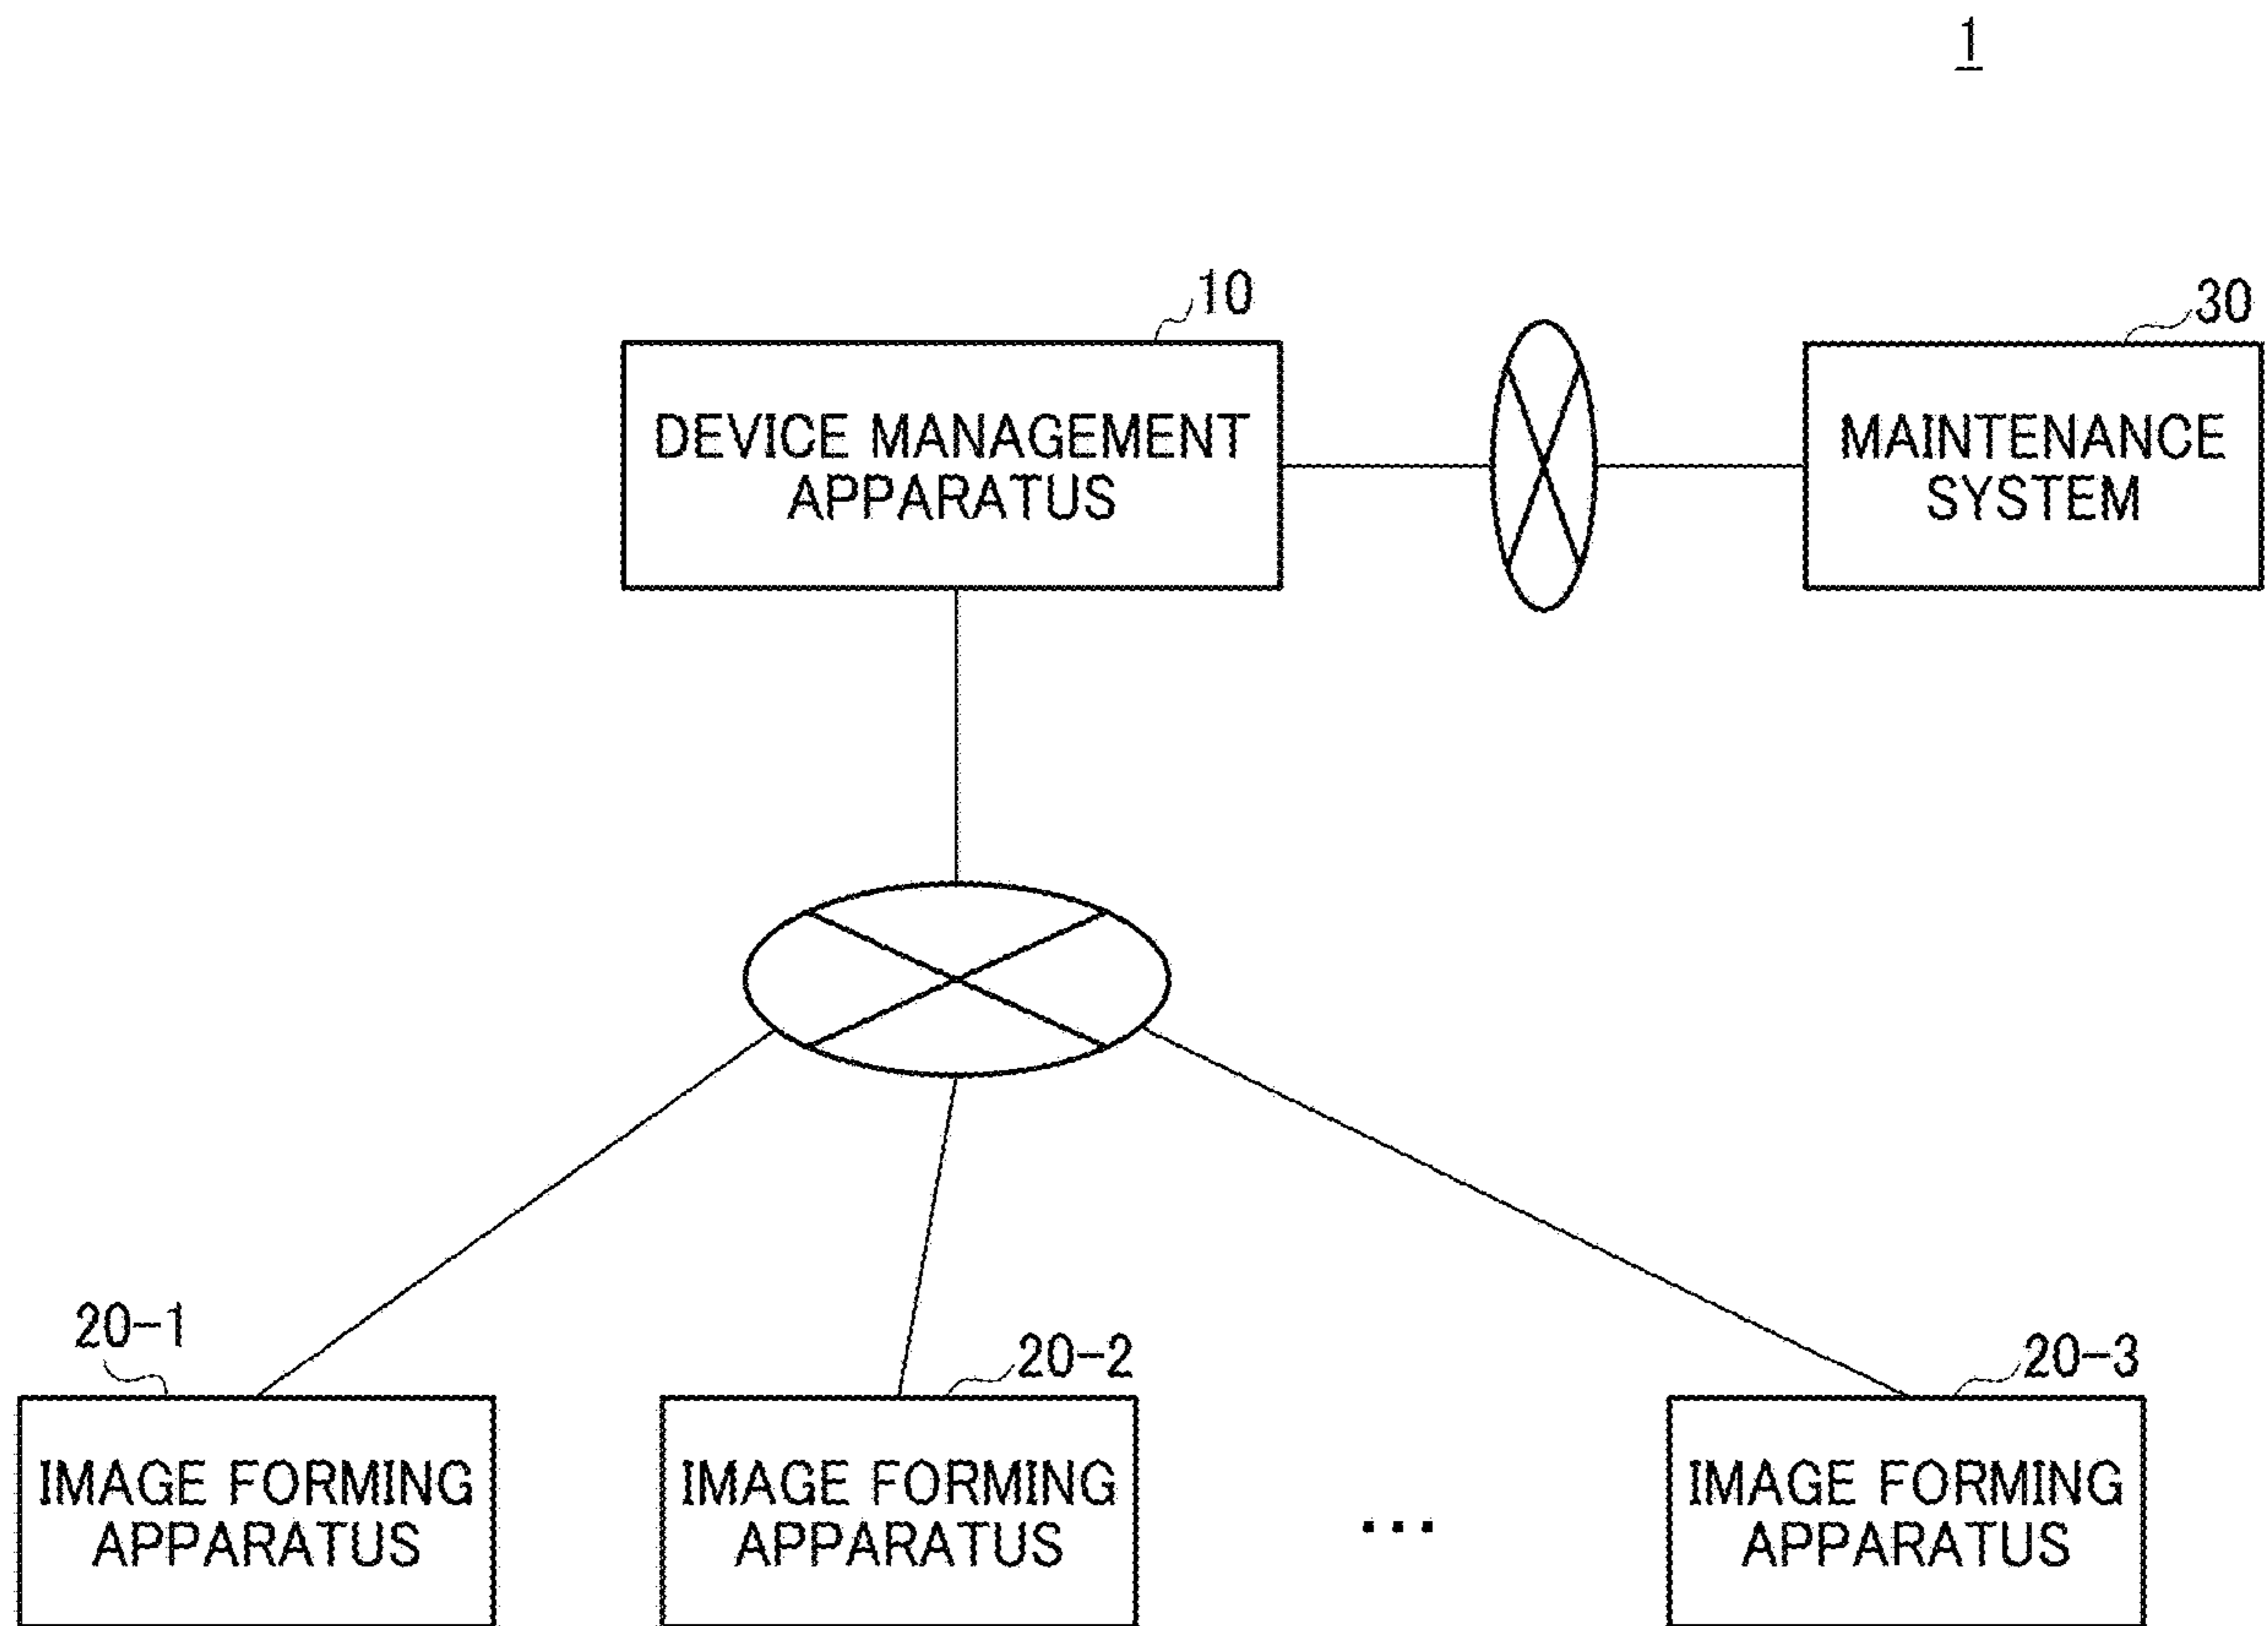 1
10
30
DEVICE MANAGEMENT
APPARATUS
MAINTENANCE
SYSTEM
20-1
20-2
20-3
IMAGE FORMING
APPARATUS
IMAGE FORMING
APPARATUS
...
IMAGE FORMING
APPARATUS